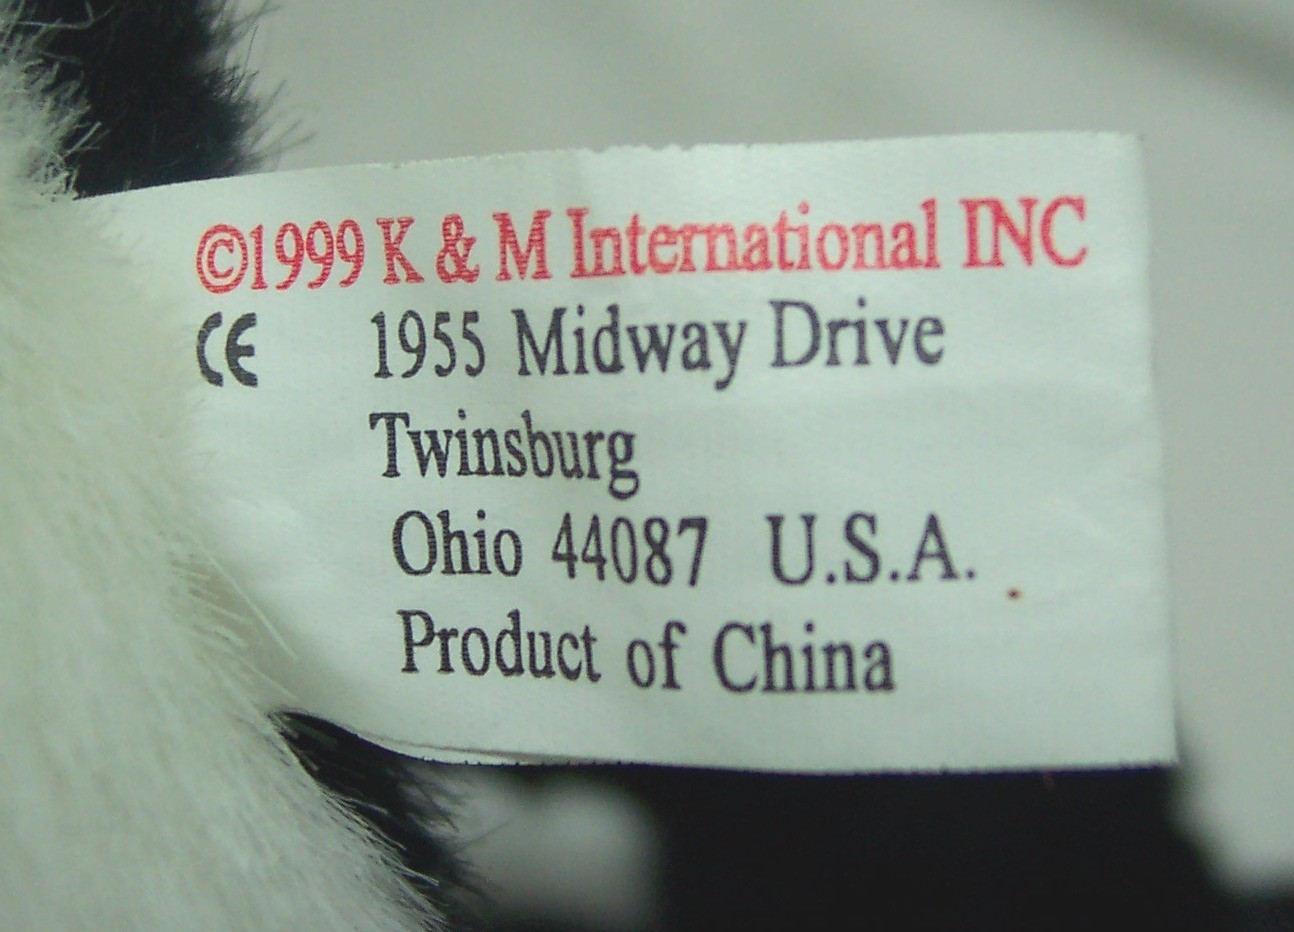 ©1999 K & M International INC
CE 1955 Midway Drive
Twinsburg
Ohio 44087 U.S.A.
Product of China